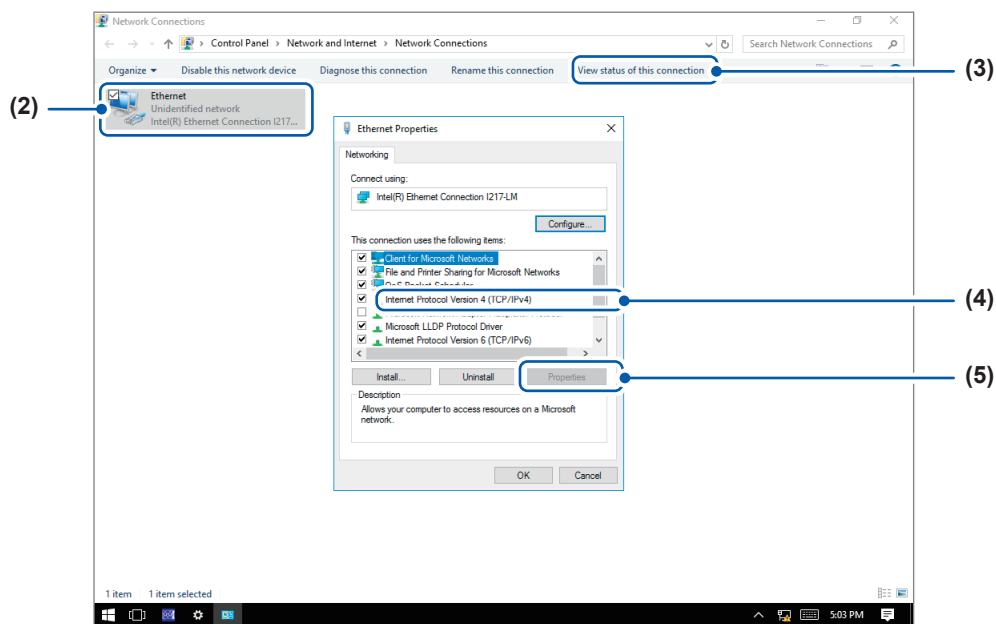 Network Connections
Control Panel > Network and Internet > Network Connections
Search Network Connections
Organize
Disable this network device
Diagnose this connection
Rename this connection
View status of this connection
(3)
(2)
Ethernet
Unidentified network
Intel(R) Ethernet Connection I217...
Ethernet Properties
Networking
Connect using:
Intel(R) Ethernet Connection I217-LM
Configure...
This connection uses the following items:
Client for Microsoft Networks
File and Printer Sharing for Microsoft Networks
QoS Packet Scheduler
Internet Protocol Version 4 (TCP/IPv4)
(4)
Microsoft LLDP Protocol Driver
Internet Protocol Version 6 (TCP/IPv6)
Install...
Uninstall
Properties
(5)
Description
Allows your computer to access resources on a Microsoft
network.
OK
Cancel
1 item
1 item selected
5:03 PM